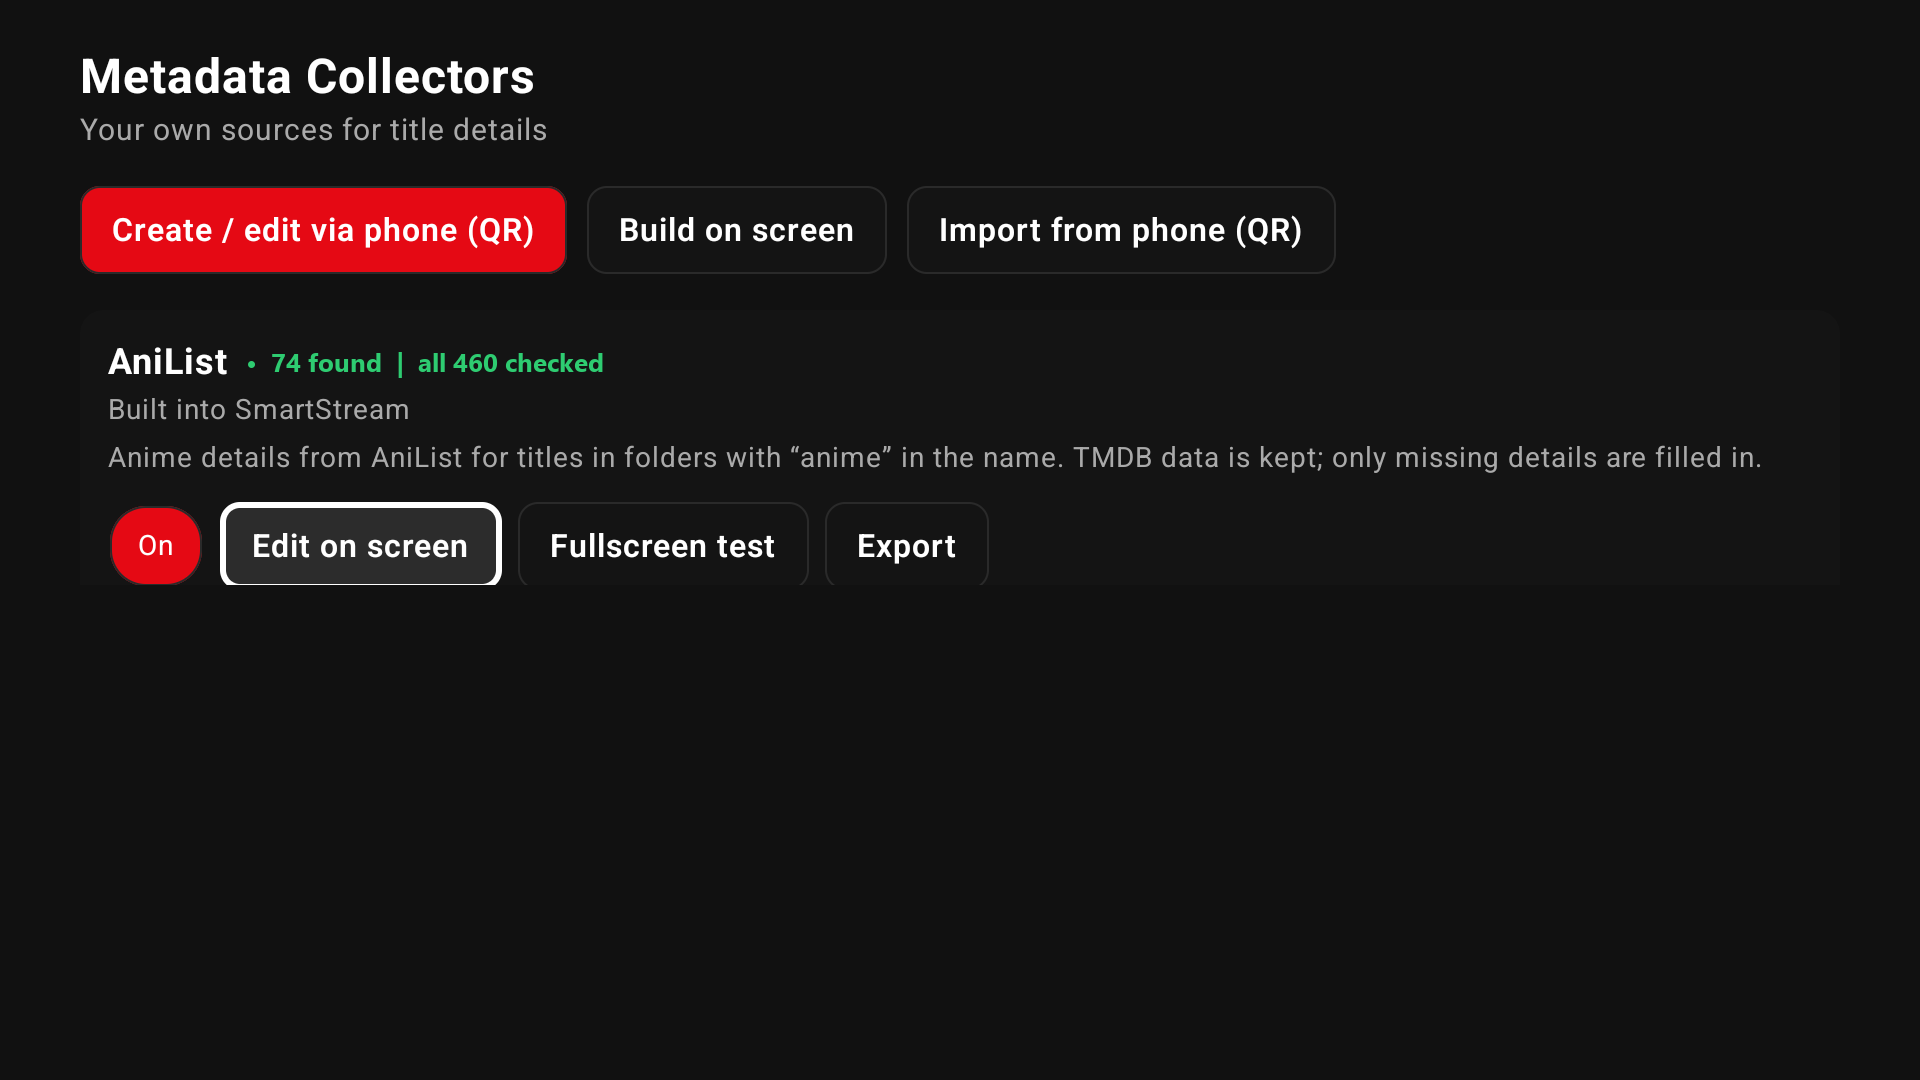 Metadata Collectors
Your own sources for title details
Create / edit via phone (QR)
Build on screen
Import from phone (QR)
AniList • 74 found | all 460 checked
Built into SmartStream
Anime details from AniList for titles in folders with “anime” in the name. TMDB data is kept; only missing details are filled in.
On
Edit on screen
Fullscreen test
Export